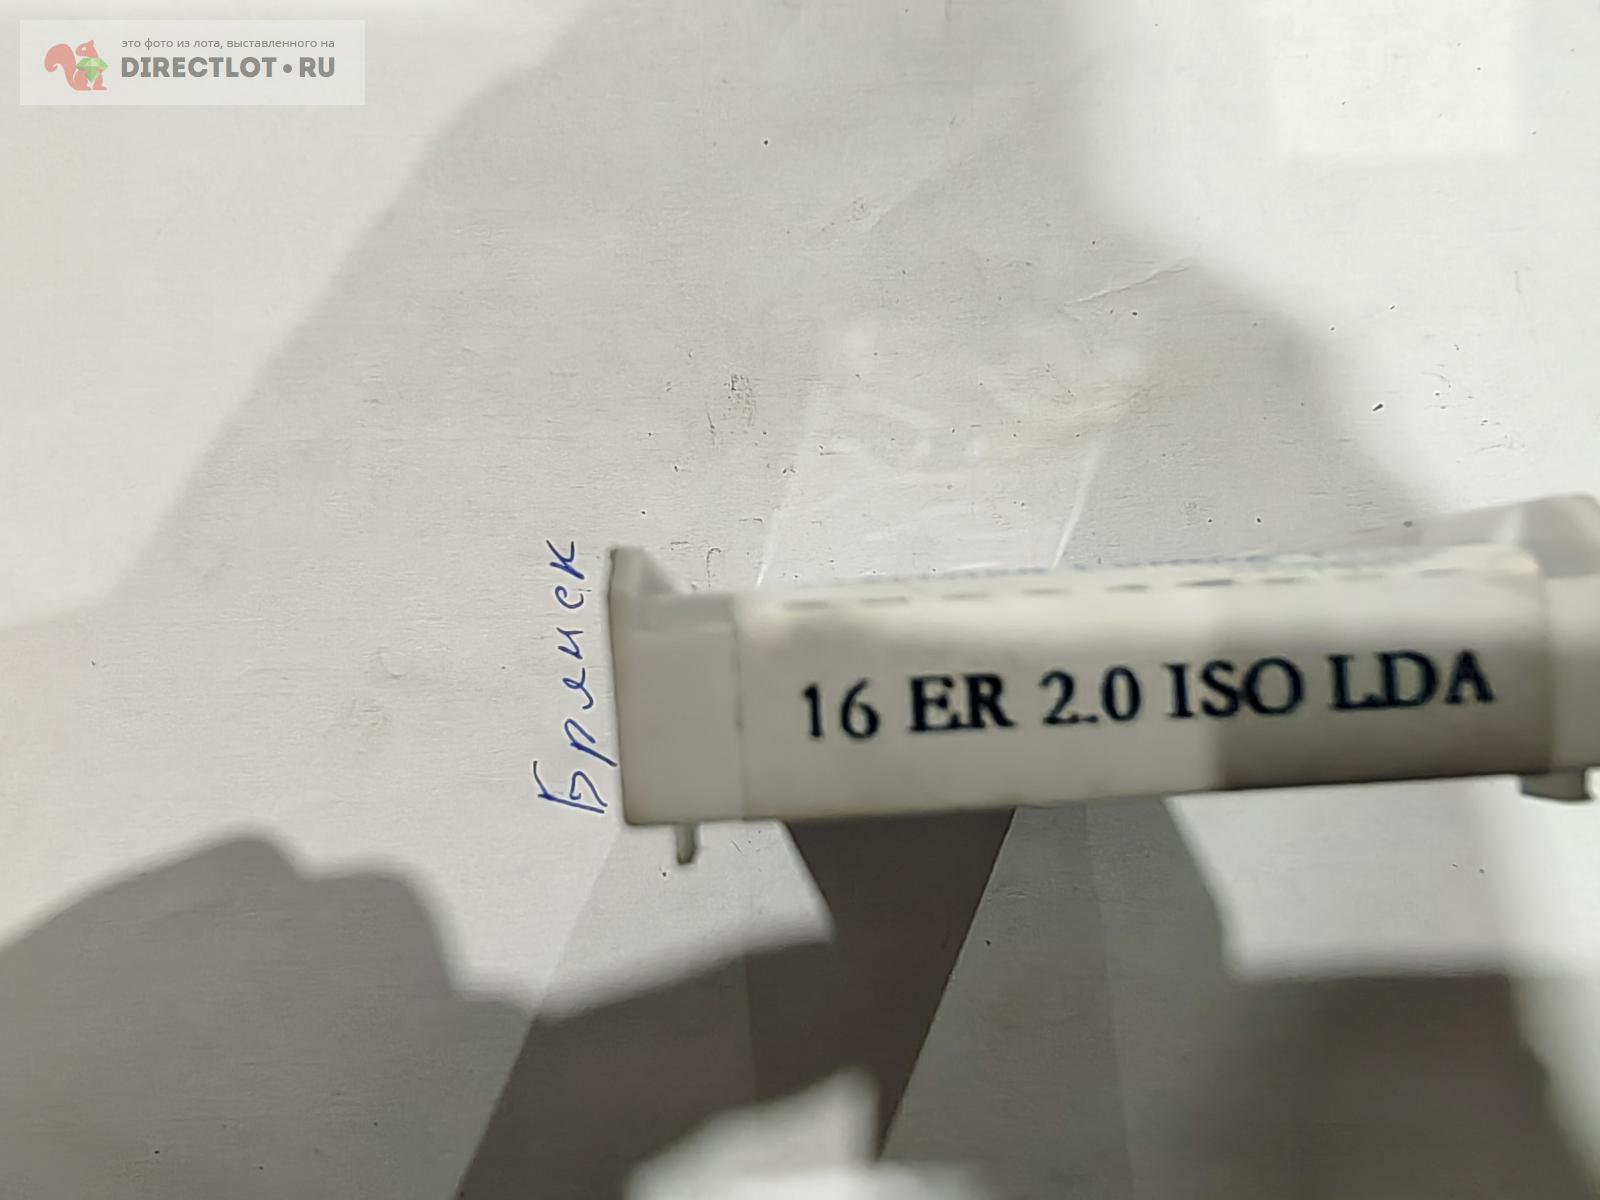 это фото из лота, выставленного на
DIRECTLOT•RU
Брянск
16 ER 2.0 ISO LDA